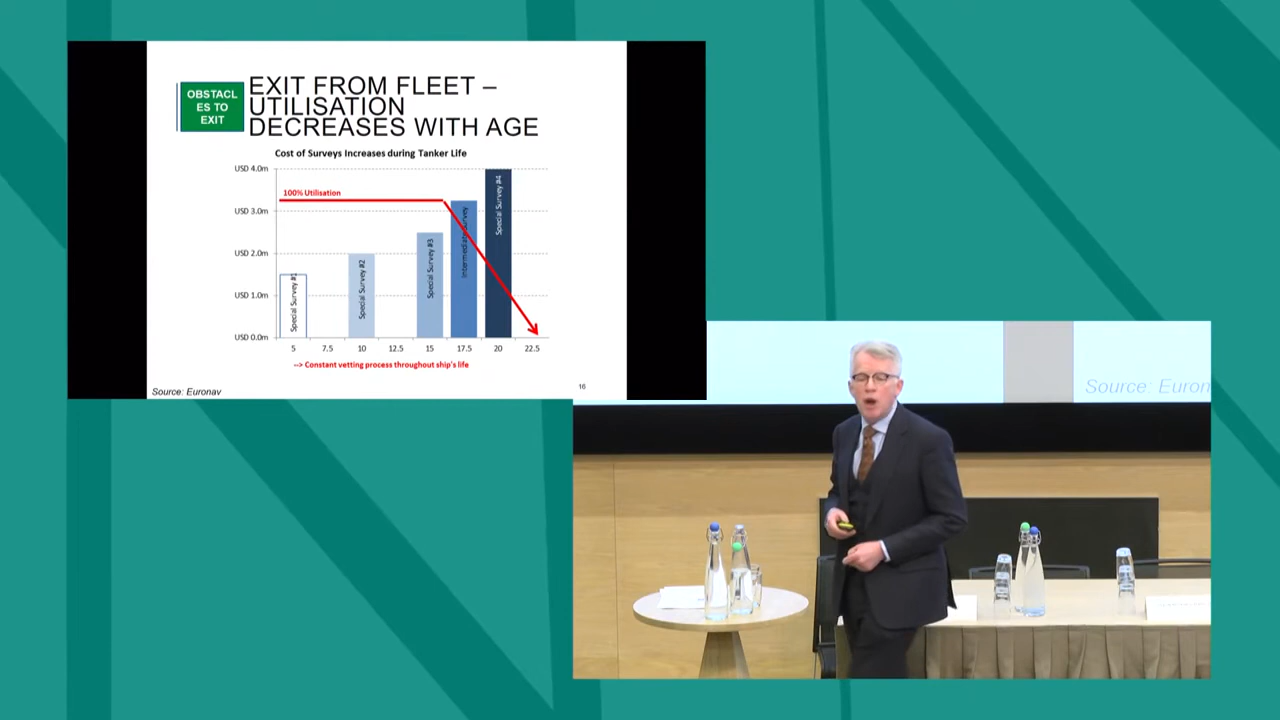 OBSTACL
ES TO
EXIT
EXIT FROM FLEET –
UTILISATION
DECREASES WITH AGE
Cost of Surveys Increases during Tanker Life
USD 4.0m
USD 3.0m
USD 2.0m
USD 1.0m
USD 0.0m
100% Utilisation
Special Survey #1
Special Survey #2
Special Survey #3
Intermediate Survey
Special Survey #4
5 7.5 10 12.5 15 17.5 20 22.5
--> Constant vetting process throughout ship's life
Source: Euronav
16
Source: Euron